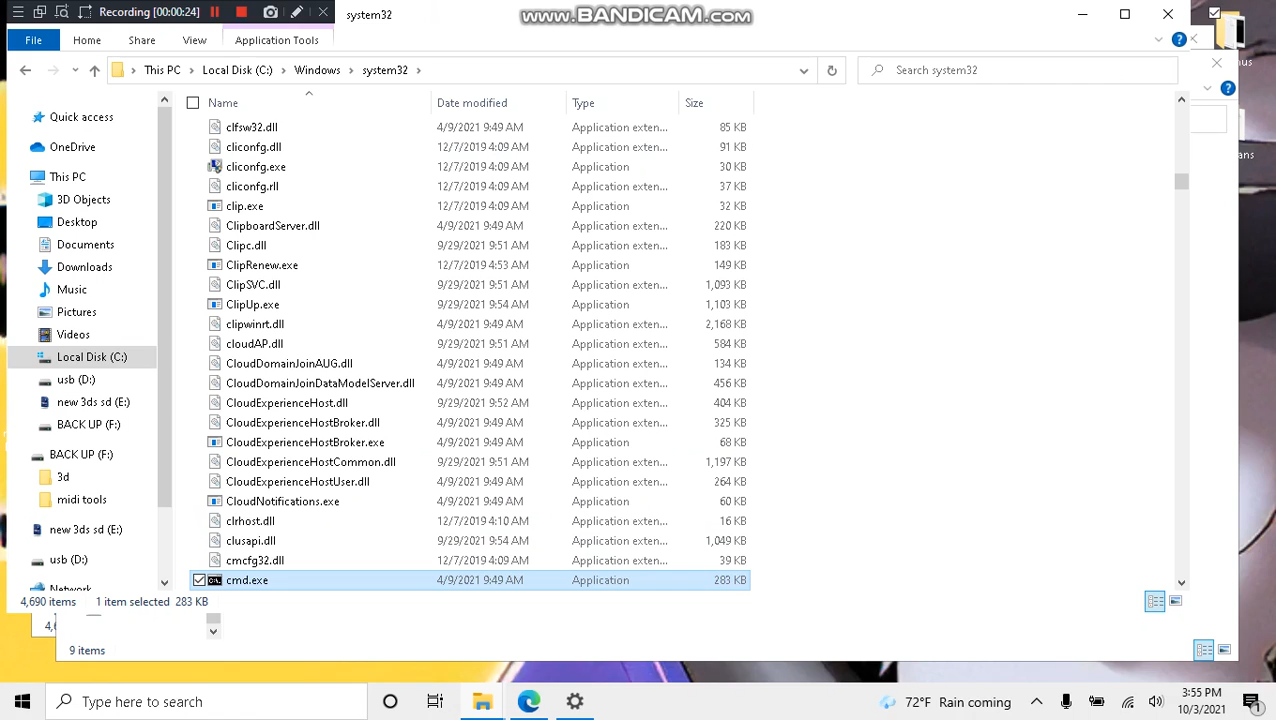 Recording [00:00:24]
system32
www.BANDICAM.com
File Home Share View Application Tools
This PC Local Disk (C:) Windows system32
Search system32
Name Date modified Type Size
clfsw32.dll 4/9/2021 9:49 AM Application exten... 85 KB
cliconfg.dll 12/7/2019 4:09 AM Application exten... 91 KB
cliconfg.exe 12/7/2019 4:09 AM Application 30 KB
cliconfg.rll 12/7/2019 4:09 AM Application exten... 37 KB
clip.exe 12/7/2019 4:09 AM Application 32 KB
ClipboardServer.dll 4/9/2021 9:49 AM Application exten... 220 KB
Clipc.dll 9/29/2021 9:51 AM Application exten... 183 KB
ClipRenew.exe 12/7/2019 4:53 AM Application 149 KB
ClipSVC.dll 9/29/2021 9:51 AM Application exten... 1,093 KB
ClipUp.exe 9/29/2021 9:54 AM Application 1,103 KB
clipwinrt.dll 4/9/2021 9:49 AM Application exten... 2,168 KB
cloudAP.dll 9/29/2021 9:51 AM Application exten... 584 KB
CloudDomainJoinAUG.dll 4/9/2021 9:49 AM Application exten... 134 KB
CloudDomainJoinDataModelServer.dll 4/9/2021 9:49 AM Application exten... 456 KB
CloudExperienceHost.dll 9/29/2021 9:52 AM Application exten... 404 KB
CloudExperienceHostBroker.dll 4/9/2021 9:49 AM Application exten... 325 KB
CloudExperienceHostBroker.exe 4/9/2021 9:49 AM Application 68 KB
CloudExperienceHostCommon.dll 9/29/2021 9:51 AM Application exten... 1,197 KB
CloudExperienceHostUser.dll 4/9/2021 9:49 AM Application exten... 264 KB
CloudNotifications.exe 4/9/2021 9:49 AM Application 60 KB
clrhost.dll 12/7/2019 4:10 AM Application exten... 16 KB
clusapi.dll 9/29/2021 9:54 AM Application exten... 1,049 KB
cmcfg32.dll 12/7/2019 4:09 AM Application exten... 39 KB
cmd.exe 4/9/2021 9:49 AM Application 283 KB
Quick access
OneDrive
This PC
3D Objects
Desktop
Documents
Downloads
Music
Pictures
Videos
Local Disk (C:)
usb (D:)
new 3ds sd (E:)
BACK UP (F:)
BACK UP (F:)
3d
midi tools
new 3ds sd (E:)
usb (D:)
Network
4,690 items 1 item selected 283 KB
9 items
Type here to search
72°F Rain coming
3:55 PM
10/3/2021
1